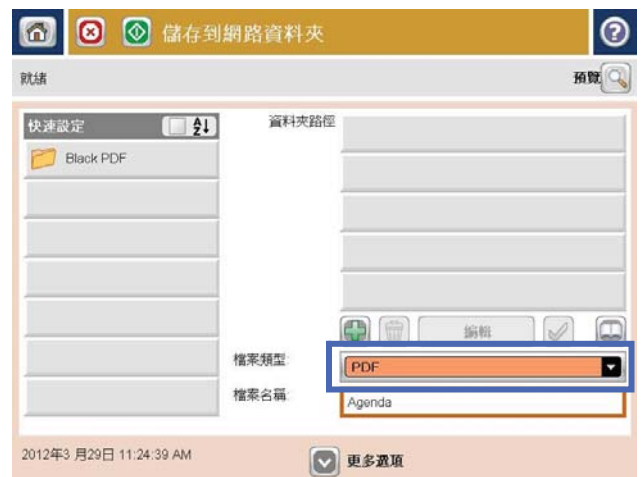 儲存到網路資料夾
就緒
預覽
快速設定
資料夾路徑
Black PDF
編輯
檔案類型:
PDF
檔案名稱:
Agenda
2012年3 月29日 11:24:39 AM
更多選項